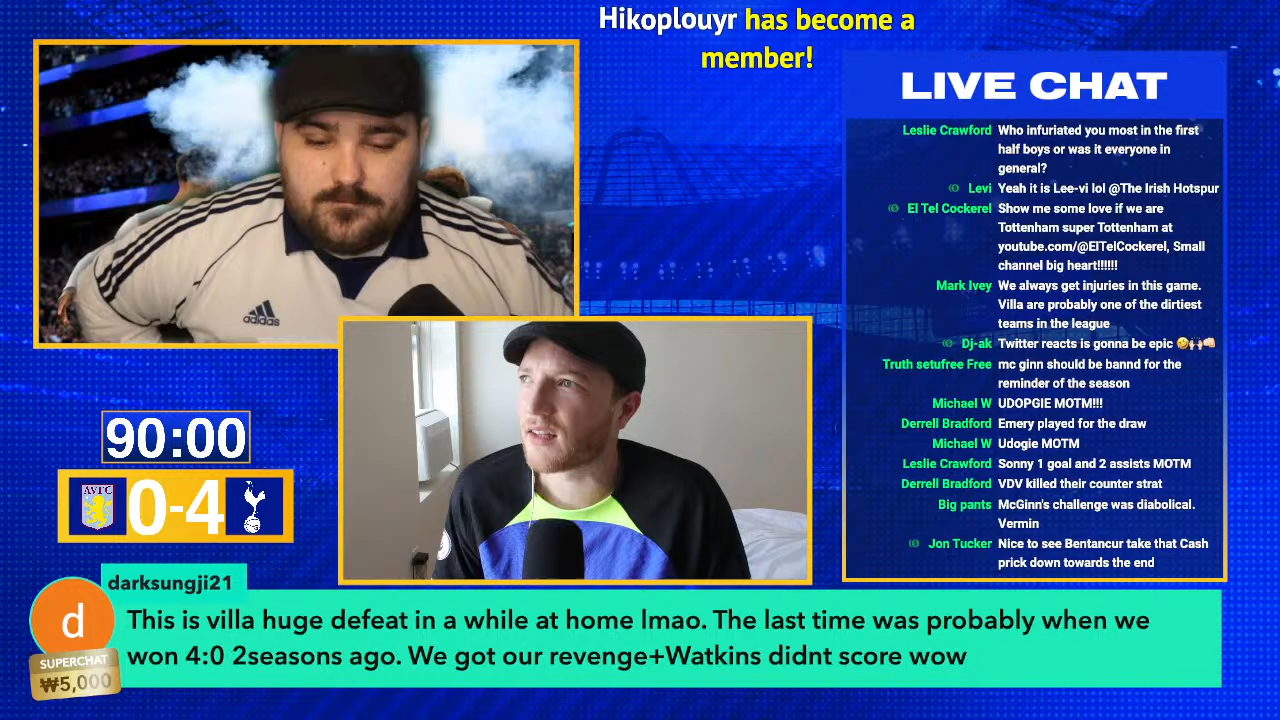 Hikoplouyr has become a
member!
LIVE CHAT
Leslie Crawford Who infuriated you most in the first
half boys or was it everyone in
general?
Levi Yeah it is Lee-vi lol @The Irish Hotspur
El Tel Cockerel Show me some love if we are
Tottenham super Tottenham at
youtube.com/@ElTelCockerel, Small
channel big heart!!!!!!
Mark Ivey We always get injuries in this game.
Villa are probably one of the dirtiest
teams in the league
Dj-ak Twitter reacts is gonna be epic 🤣🙌🏻👊🏻
Truth setufree Free mc ginn should be bannd for the
reminder of the season
Michael W UDOPGIE MOTM!!!
Derrell Bradford Emery played for the draw
Michael W Udogie MOTM
Leslie Crawford Sonny 1 goal and 2 assists MOTM
Derrell Bradford VDV killed their counter strat
Big pants McGinn's challenge was diabolical.
Vermin
Jon Tucker Nice to see Bentancur take that Cash
prick down towards the end
adidas
90:00
AVFC 0-4
darksungji21
d
This is villa huge defeat in a while at home lmao. The last time was probably when we
won 4:0 2seasons ago. We got our revenge+Watkins didnt score wow
SUPERCHAT
₩5,000